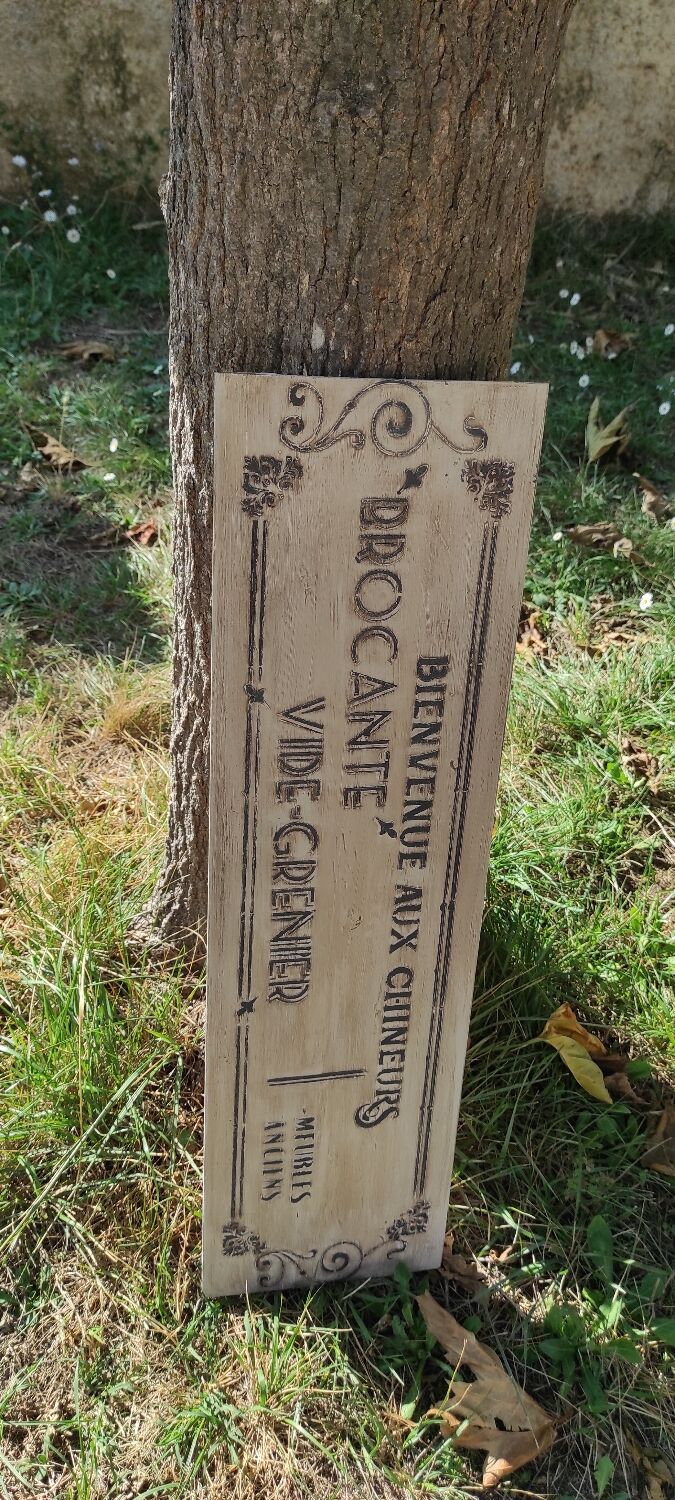 BIENVENUE AUX CHINEURS
BROCANTE
VIDE-GRENIER
MEUBLES
ANCIENS